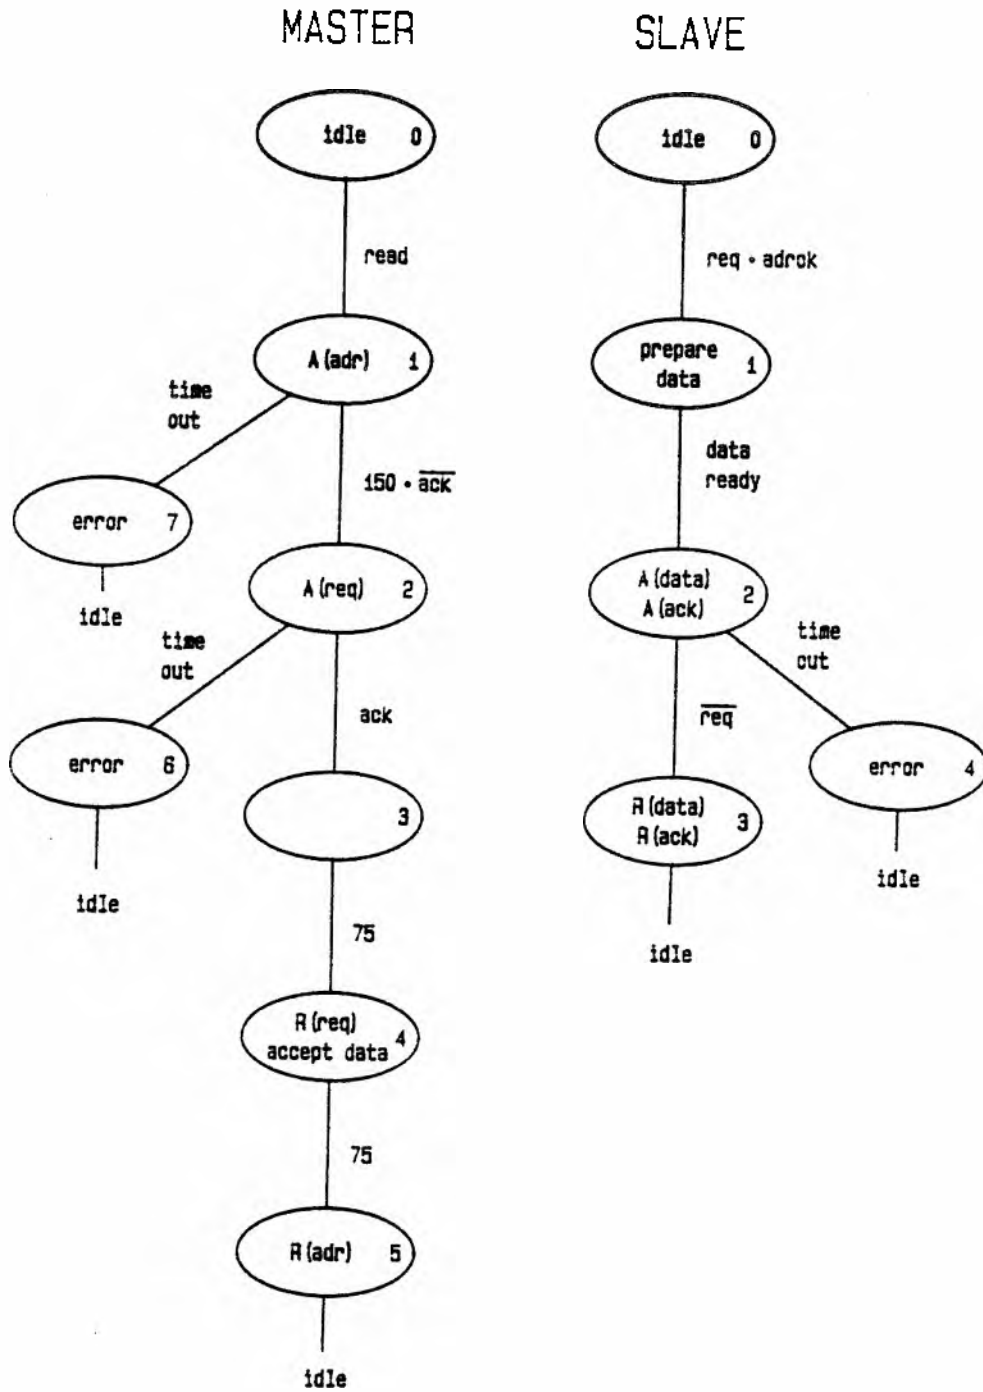 MASTER
idle 0
read
A(adr) 1
time
out
150 • a̅c̅k̅
error 7
idle
A(req) 2
time
out
ack
error 6
idle
3
75
R(req)
accept data 4
75
R(adr) 5
idle
SLAVE
idle 0
req • adrok
prepare
data 1
data
ready
A(data)
A(ack) 2
time
out
r̅e̅q̅
error 4
idle
R(data)
R(ack) 3
idle